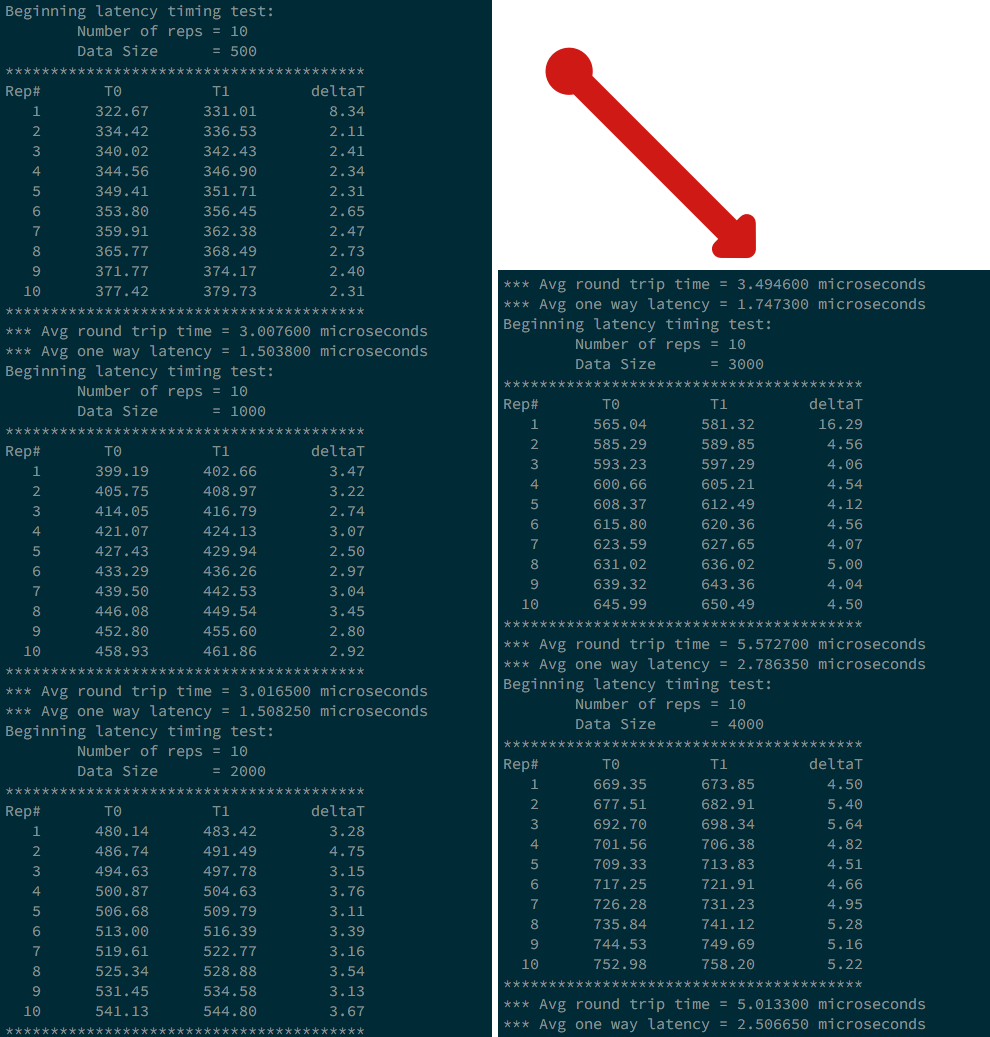 Beginning latency timing test:
        Number of reps = 10
        Data Size      = 500
****************************************
Rep#       T0          T1         deltaT
   1      322.67      331.01        8.34
   2      334.42      336.53        2.11
   3      340.02      342.43        2.41
   4      344.56      346.90        2.34
   5      349.41      351.71        2.31
   6      353.80      356.45        2.65
   7      359.91      362.38        2.47
   8      365.77      368.49        2.73
   9      371.77      374.17        2.40
  10      377.42      379.73        2.31
****************************************
*** Avg round trip time = 3.007600 microseconds
*** Avg one way latency = 1.503800 microseconds
Beginning latency timing test:
        Number of reps = 10
        Data Size      = 1000
****************************************
Rep#       T0          T1         deltaT
   1      399.19      402.66        3.47
   2      405.75      408.97        3.22
   3      414.05      416.79        2.74
   4      421.07      424.13        3.07
   5      427.43      429.94        2.50
   6      433.29      436.26        2.97
   7      439.50      442.53        3.04
   8      446.08      449.54        3.45
   9      452.80      455.60        2.80
  10      458.93      461.86        2.92
****************************************
*** Avg round trip time = 3.016500 microseconds
*** Avg one way latency = 1.508250 microseconds
Beginning latency timing test:
        Number of reps = 10
        Data Size      = 2000
****************************************
Rep#       T0          T1         deltaT
   1      480.14      483.42        3.28
   2      486.74      491.49        4.75
   3      494.63      497.78        3.15
   4      500.87      504.63        3.76
   5      506.68      509.79        3.11
   6      513.00      516.39        3.39
   7      519.61      522.77        3.16
   8      525.34      528.88        3.54
   9      531.45      534.58        3.13
  10      541.13      544.80        3.67
****************************************
*** Avg round trip time = 3.494600 microseconds
*** Avg one way latency = 1.747300 microseconds
Beginning latency timing test:
        Number of reps = 10
        Data Size      = 3000
****************************************
Rep#       T0          T1         deltaT
   1      565.04      581.32       16.29
   2      585.29      589.85        4.56
   3      593.23      597.29        4.06
   4      600.66      605.21        4.54
   5      608.37      612.49        4.12
   6      615.80      620.36        4.56
   7      623.59      627.65        4.07
   8      631.02      636.02        5.00
   9      639.32      643.36        4.04
  10      645.99      650.49        4.50
****************************************
*** Avg round trip time = 5.572700 microseconds
*** Avg one way latency = 2.786350 microseconds
Beginning latency timing test:
        Number of reps = 10
        Data Size      = 4000
****************************************
Rep#       T0          T1         deltaT
   1      669.35      673.85        4.50
   2      677.51      682.91        5.40
   3      692.70      698.34        5.64
   4      701.56      706.38        4.82
   5      709.33      713.83        4.51
   6      717.25      721.91        4.66
   7      726.28      731.23        4.95
   8      735.84      741.12        5.28
   9      744.53      749.69        5.16
  10      752.98      758.20        5.22
****************************************
*** Avg round trip time = 5.013300 microseconds
*** Avg one way latency = 2.506650 microseconds